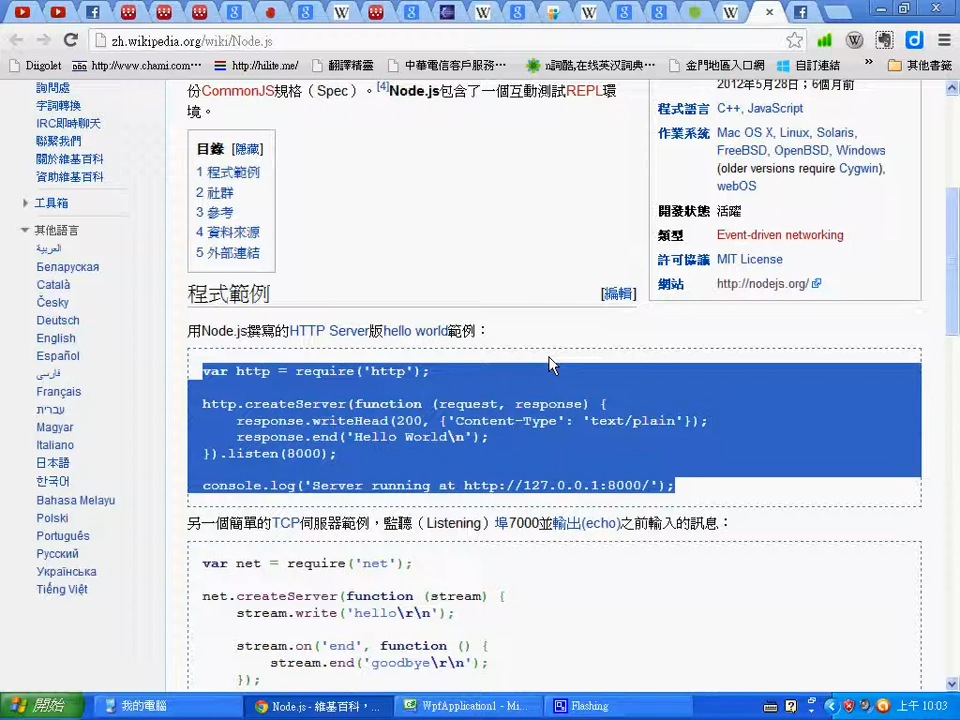 zh.wikipedia.org/wiki/Node.js
Diigolet
http://www.chami.com...
http://hilite.me/
翻譯精靈
中華電信客戶服務...
n詞酷,在线英汉词典...
金門地區入口網
自訂連結
»
其他書籤
詢問處
字詞轉換
IRC即時聊天
聯繫我們
關於維基百科
資助維基百科
工具箱
其他語言
العربية
Беларуская
Català
Česky
Deutsch
English
Español
فارسی
Français
עברית
Magyar
Italiano
日本語
한국어
Bahasa Melayu
Polski
Português
Русский
Українська
Tiếng Việt
份CommonJS規格（Spec）。[4]Node.js包含了一個互動測試REPL環
境。
目錄 [隱藏]
1 程式範例
2 社群
3 參考
4 資料來源
5 外部連結
2012年5月28日；6個月前
程式語言 C++, JavaScript
作業系統 Mac OS X, Linux, Solaris,
FreeBSD, OpenBSD, Windows
(older versions require Cygwin),
webOS
開發狀態 活躍
類型 Event-driven networking
許可協議 MIT License
網站 http://nodejs.org/
程式範例 [編輯]
用Node.js撰寫的HTTP Server版hello world範例：
var http = require('http');
http.createServer(function (request, response) {
response.writeHead(200, {'Content-Type': 'text/plain'});
response.end('Hello World\n');
}).listen(8000);
console.log('Server running at http://127.0.0.1:8000/');
另一個簡單的TCP伺服器範例，監聽（Listening）埠7000並輸出(echo)之前輸入的訊息：
var net = require('net');
net.createServer(function (stream) {
stream.write('hello\r\n');
stream.on('end', function () {
stream.end('goodbye\r\n');
});
開始
我的電腦
Node.js - 維基百科，...
WpfApplication1 - Mi...
Flashing
上午 10:03